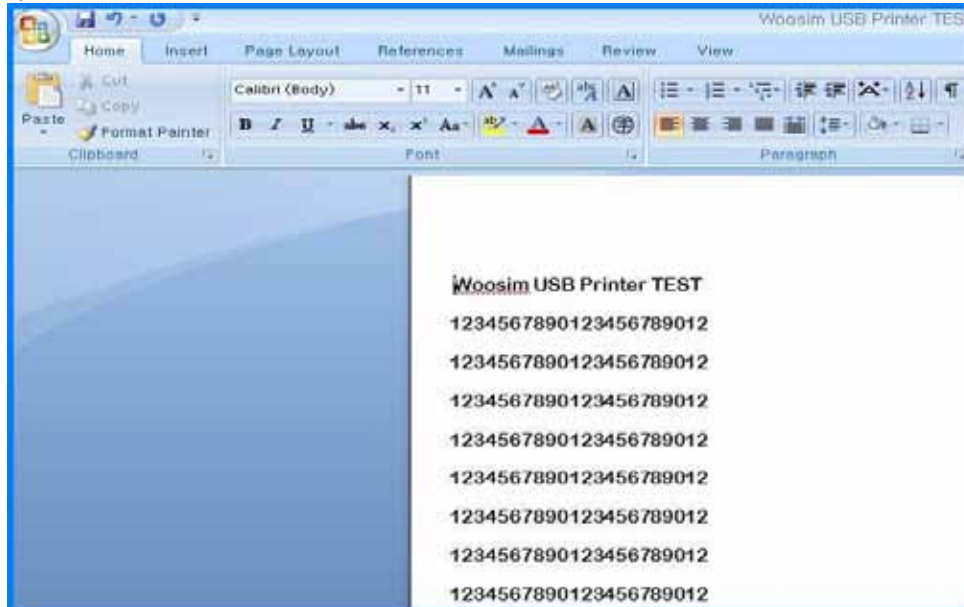 Woosim USB Printer TES
Home Insert Page Layout References Mailings Review View
Paste
Cut
Copy
Format Painter
Clipboard
Calibri (Body) 11
Font
Paragraph
Woosim USB Printer TEST
1234567890123456789012
1234567890123456789012
1234567890123456789012
1234567890123456789012
1234567890123456789012
1234567890123456789012
1234567890123456789012
1234567890123456789012